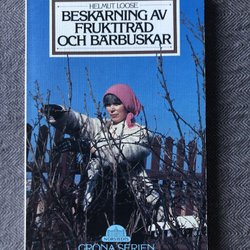 HELMUT LOOSE
BESKÄRNING AV
FRUKTTRÄD
OCH BÄRBUSKAR
GRÖNA SERIEN